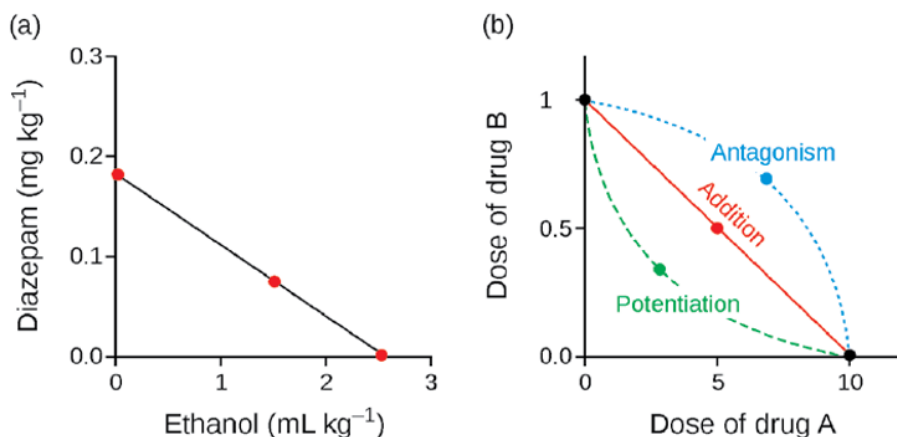 (a)
0.3
0.2
0.1
0.0
Diazepam (mg kg⁻¹)
0
1
2
3
Ethanol (mL kg⁻¹)
(b)
1
0.5
0.0
Dose of drug B
Antagonism
Addition
Potentiation
0
5
10
Dose of drug A